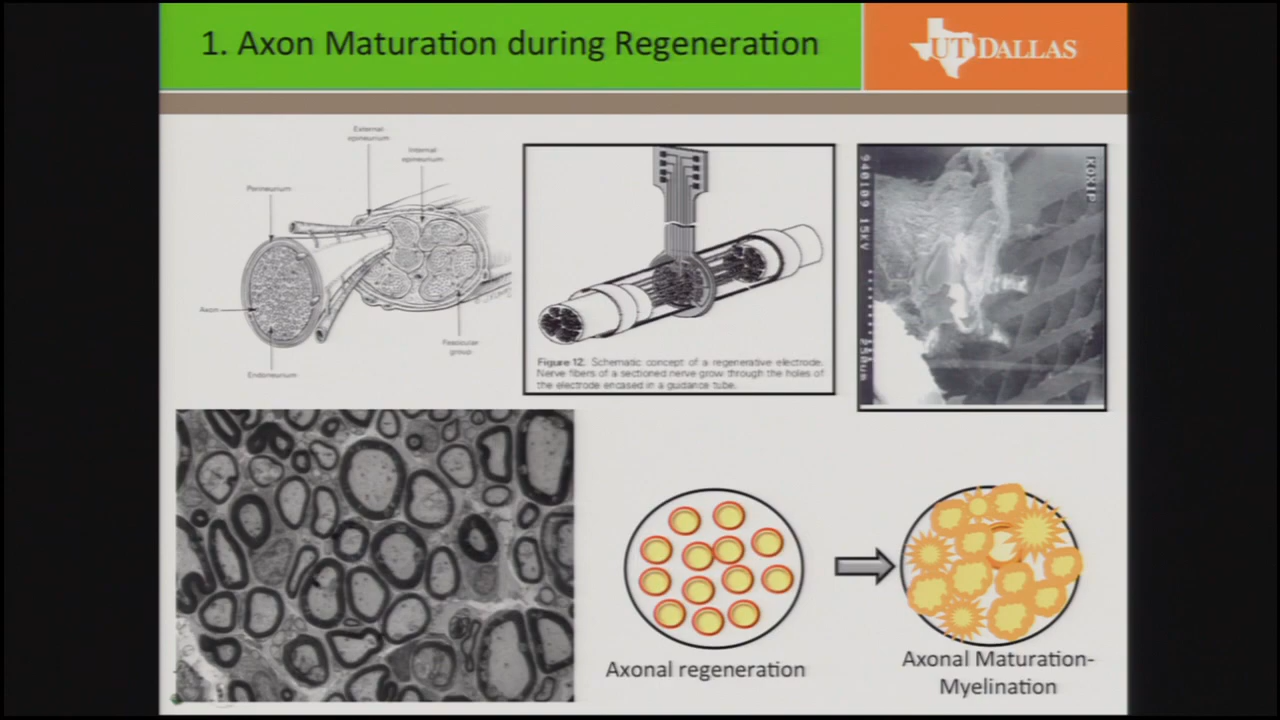 1. Axon Maturation during Regeneration
UT DALLAS
External
epineurium
Internal
epineurium
Perineurium
Axon
Endoneurium
Fascicular
group
Figure 12. Schematic concept of a regenerative electrode.
Nerve fibers of a sectioned nerve grow through the holes of
the electrode encased in a guidance tube.
940109 15KV
Axonal regeneration
Axonal Maturation-
Myelination